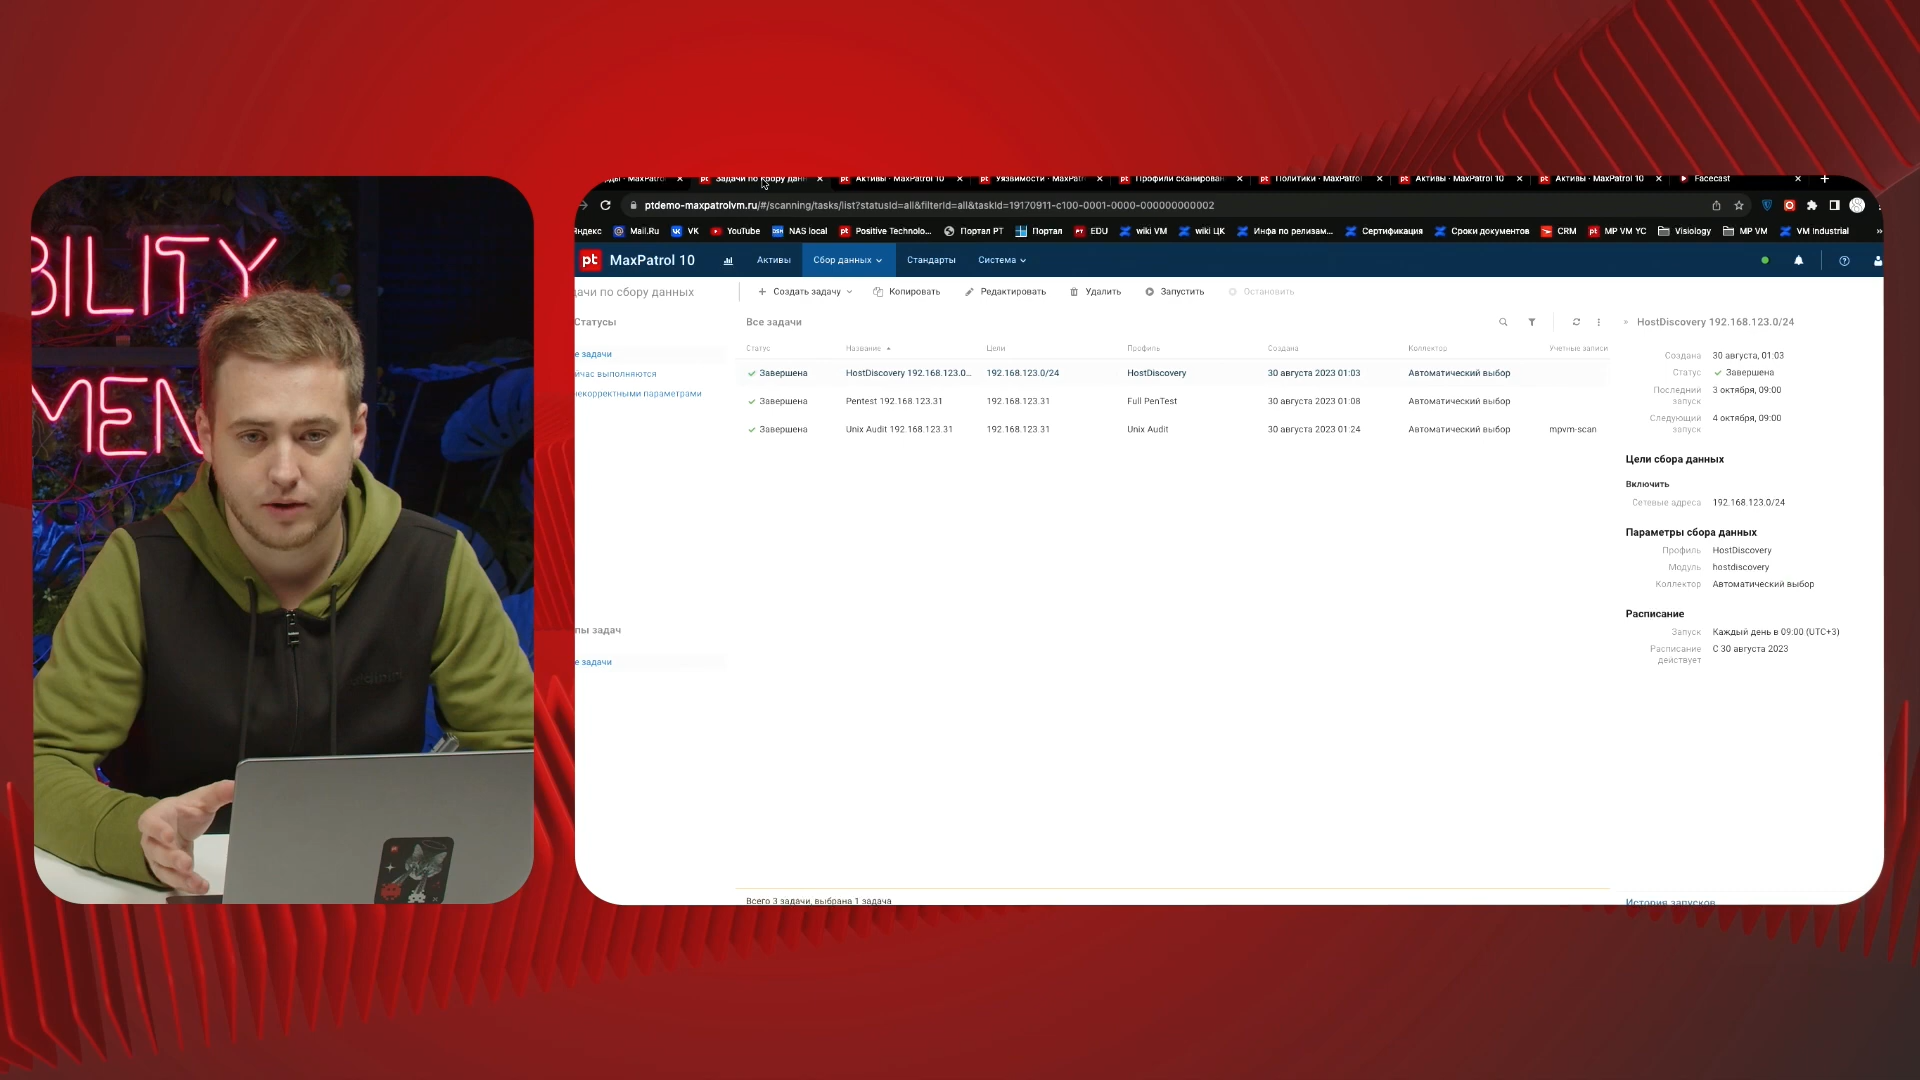 BILITY
MEN
MaxPatrol
Задачи по сбору дан
Активы · MaxPatrol 10
Уязвимости · MaxPat
Профили сканирован
Политики · MaxPatrol
Активы · MaxPatrol 10
Активы · MaxPatrol 10
Facecast
ptdemo-maxpatrolvm.ru/#/scanning/tasks/list?statusId=all&filterId=all&taskId=19170911-c100-0001-0000-000000000002
Яндекс Mail.Ru VK YouTube NAS local Positive Technolo... Портал PT Портал EDU wiki VM wiki ЦК Инфа по релизам... Сертификация Сроки документов CRM MP VM YC Visiology MP VM VM Industrial »
pt MaxPatrol 10 Активы Сбор данных Стандарты Система
дачи по сбору данных
Создать задачу Копировать Редактировать Удалить Запустить Остановить
Статусы
е задачи
йчас выполняются
некорректными параметрами
пы задач
е задачи
Все задачи
Статус Название Цели Профиль Создана Коллектор Учетные записи
Завершена HostDiscovery 192.168.123.0... 192.168.123.0/24 HostDiscovery 30 августа 2023 01:03 Автоматический выбор
Завершена Pentest 192.168.123.31 192.168.123.31 Full PenTest 30 августа 2023 01:08 Автоматический выбор
Завершена Unix Audit 192.168.123.31 192.168.123.31 Unix Audit 30 августа 2023 01:24 Автоматический выбор mpvm-scan
Всего 3 задачи, выбрана 1 задача
» HostDiscovery 192.168.123.0/24
Создана 30 августа, 01:03
Статус Завершена
Последний запуск 3 октября, 09:00
Следующий запуск 4 октября, 09:00
Цели сбора данных
Включить
Сетевые адреса 192.168.123.0/24
Параметры сбора данных
Профиль HostDiscovery
Модуль hostdiscovery
Коллектор Автоматический выбор
Расписание
Запуск Каждый день в 09:00 (UTC+3)
Расписание действует С 30 августа 2023
История запусков